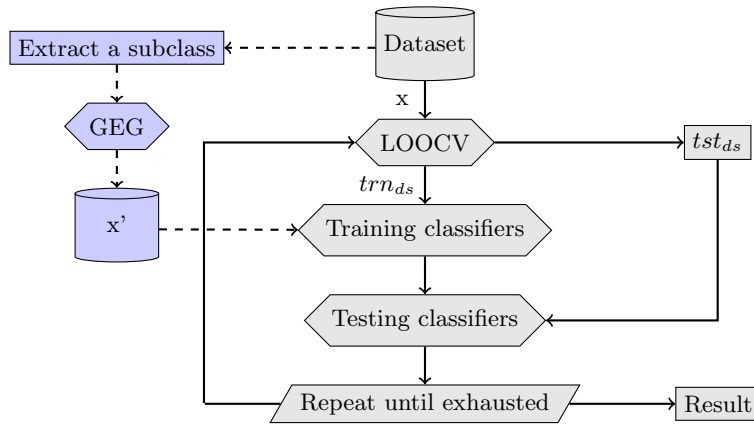 Extract a subclass
Dataset
x
GEG
LOOCV
tst_ds
trn_ds
x'
Training classifiers
Testing classifiers
Repeat until exhausted
Result